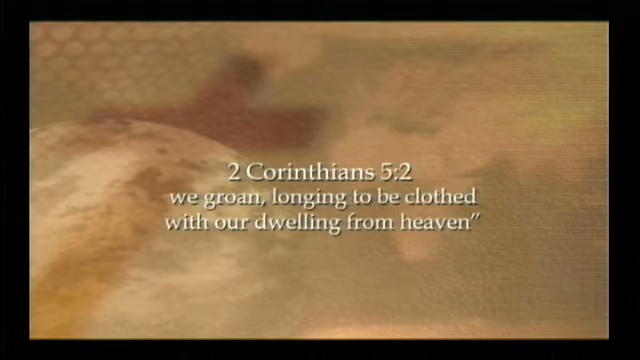 2 Corinthians 5:2
we groan, longing to be clothed
with our dwelling from heaven”